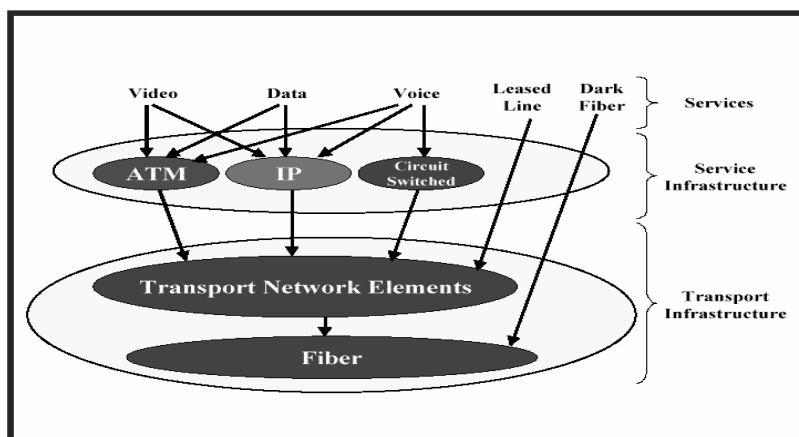 Video Data Voice Leased Line Dark Fiber Services
ATM IP Circuit Switched Service Infrastructure
Transport Network Elements Transport Infrastructure
Fiber